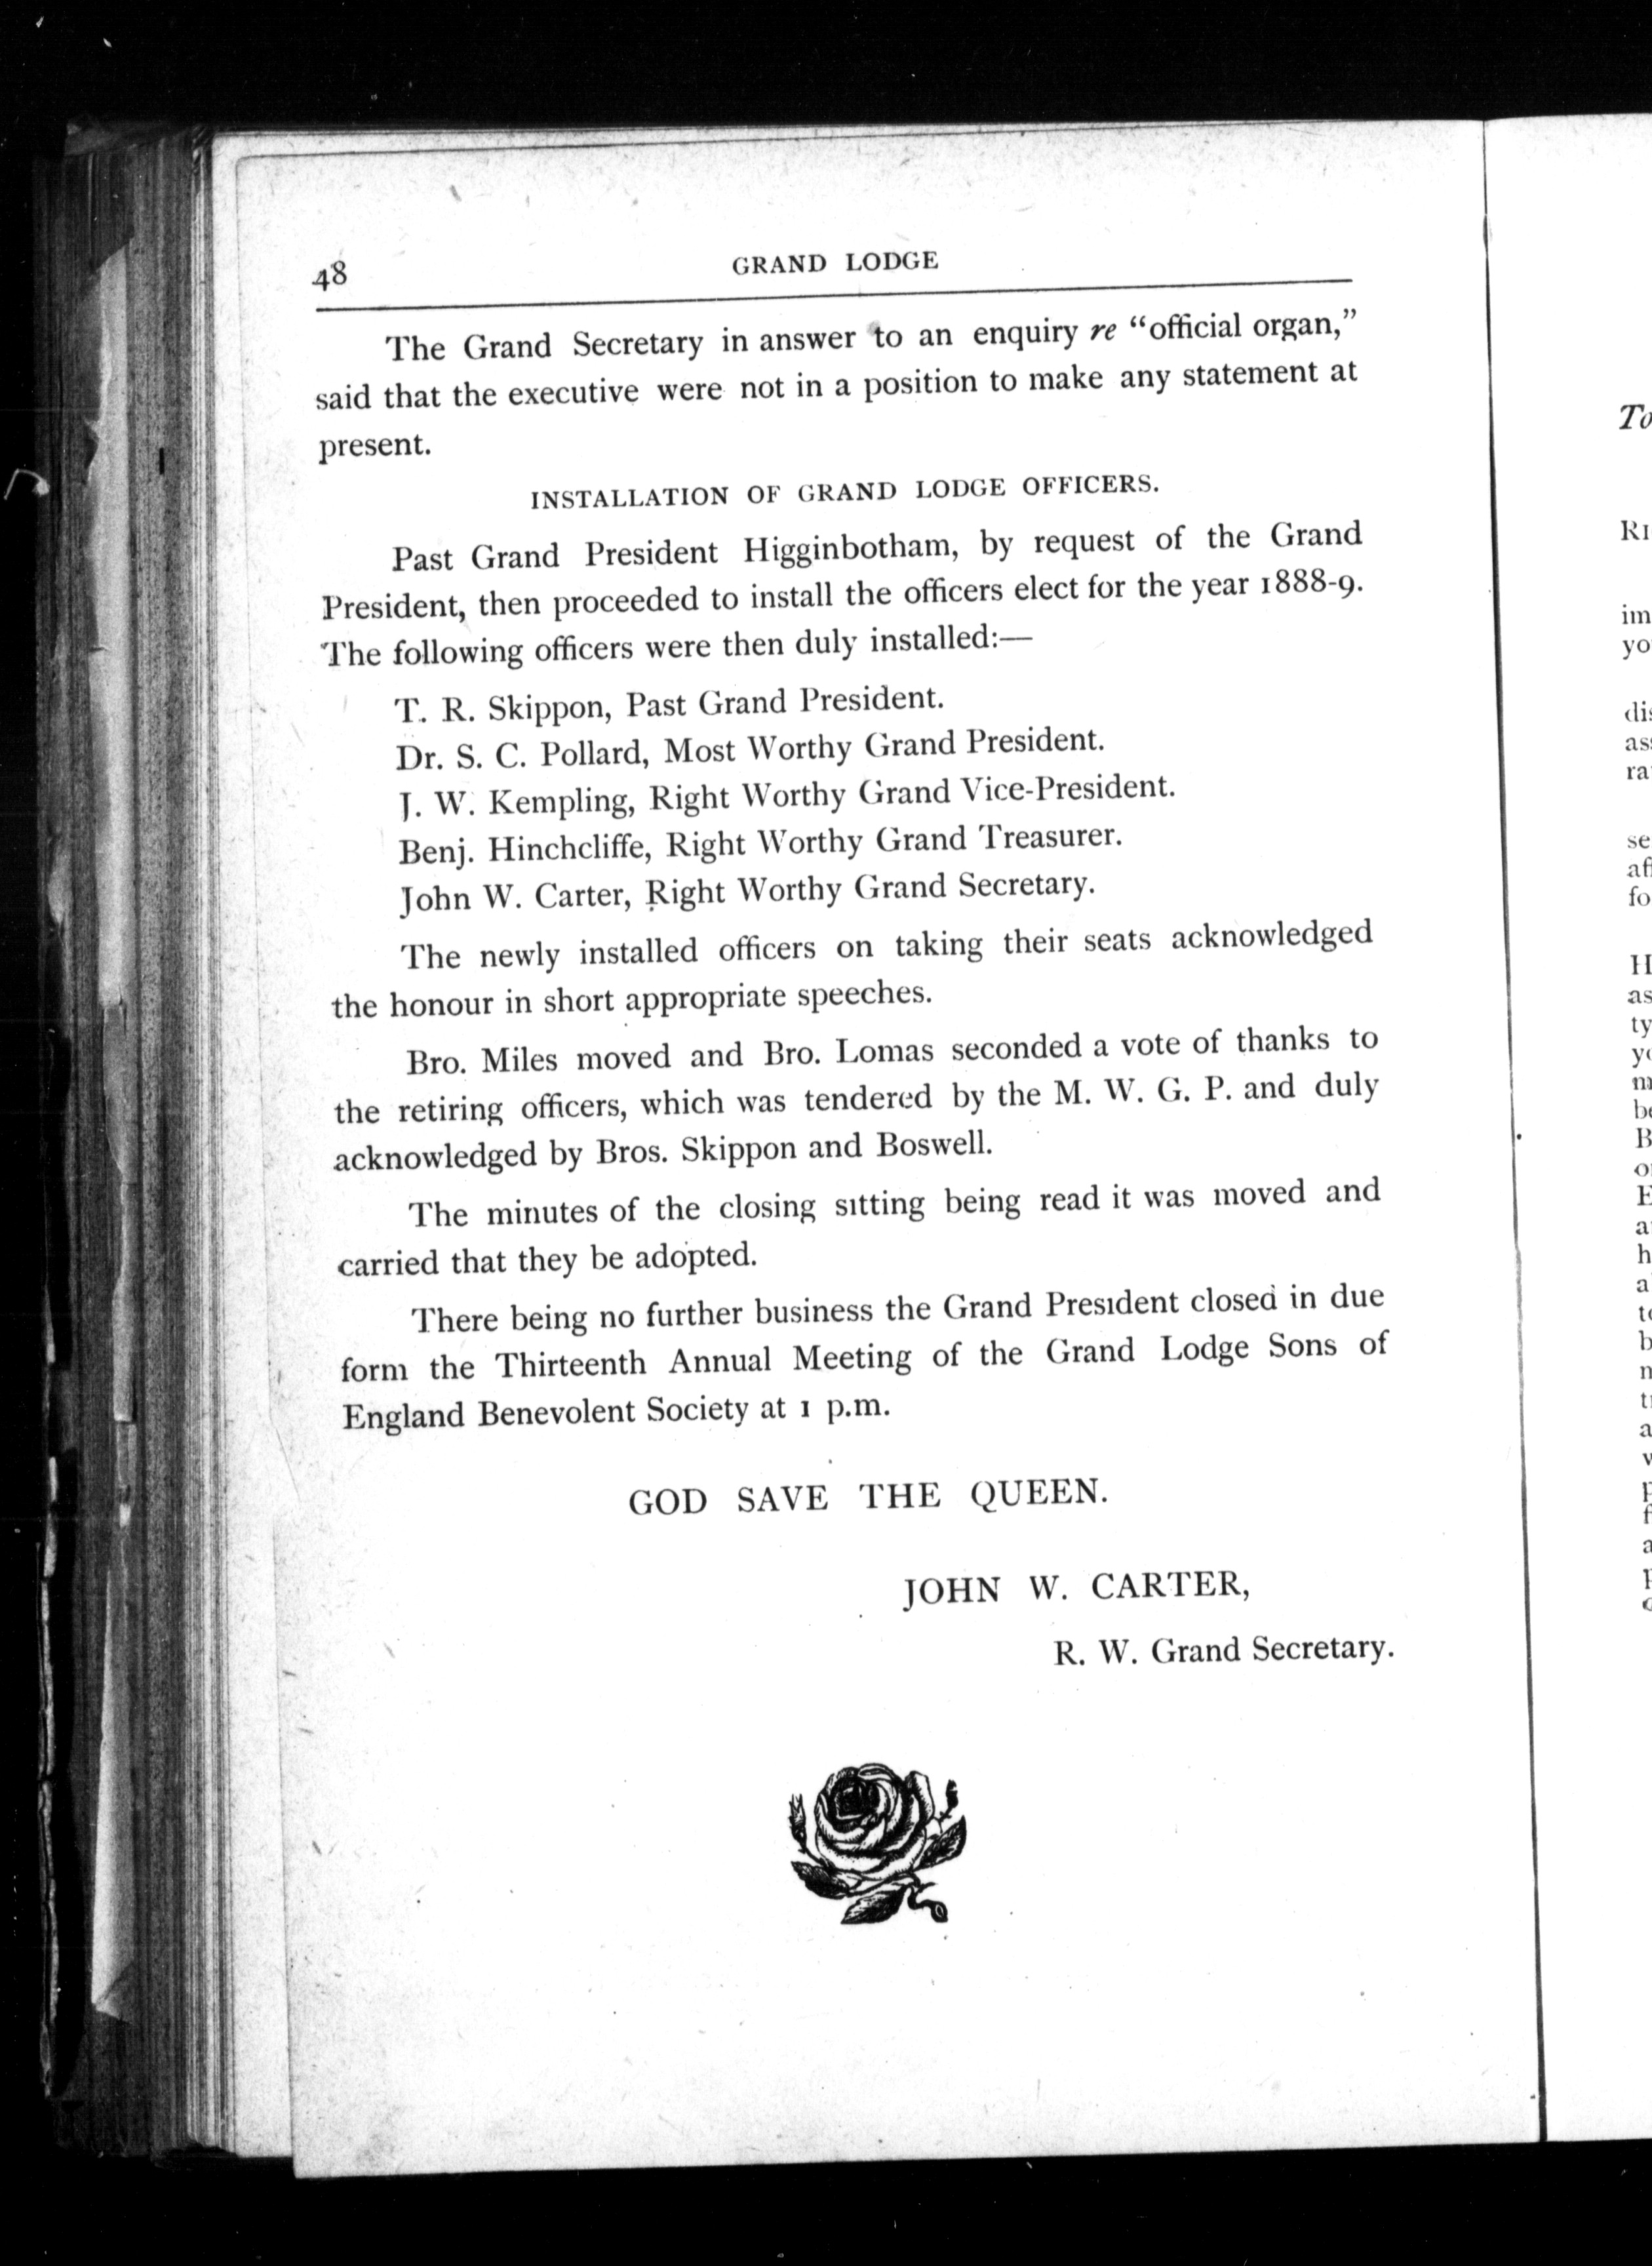 48
GRAND LODGE
The Grand Secretary in answer to an enquiry re “official organ,”
said that the executive were not in a position to make any statement at
present.
INSTALLATION OF GRAND LODGE OFFICERS.
Past Grand President Higginbotham, by request of the Grand
President, then proceeded to install the officers elect for the year 1888-9.
The following officers were then duly installed:—
T. R. Skippon, Past Grand President.
Dr. S. C. Pollard, Most Worthy Grand President.
J. W. Kempling, Right Worthy Grand Vice-President.
Benj. Hinchcliffe, Right Worthy Grand Treasurer.
John W. Carter, Right Worthy Grand Secretary.
The newly installed officers on taking their seats acknowledged
the honour in short appropriate speeches.
Bro. Miles moved and Bro. Lomas seconded a vote of thanks to
the retiring officers, which was tendered by the M. W. G. P. and duly
acknowledged by Bros. Skippon and Boswell.
The minutes of the closing sitting being read it was moved and
carried that they be adopted.
There being no further business the Grand President closed in due
form the Thirteenth Annual Meeting of the Grand Lodge Sons of
England Benevolent Society at 1 p.m.
GOD SAVE THE QUEEN.
JOHN W. CARTER,
R. W. Grand Secretary.